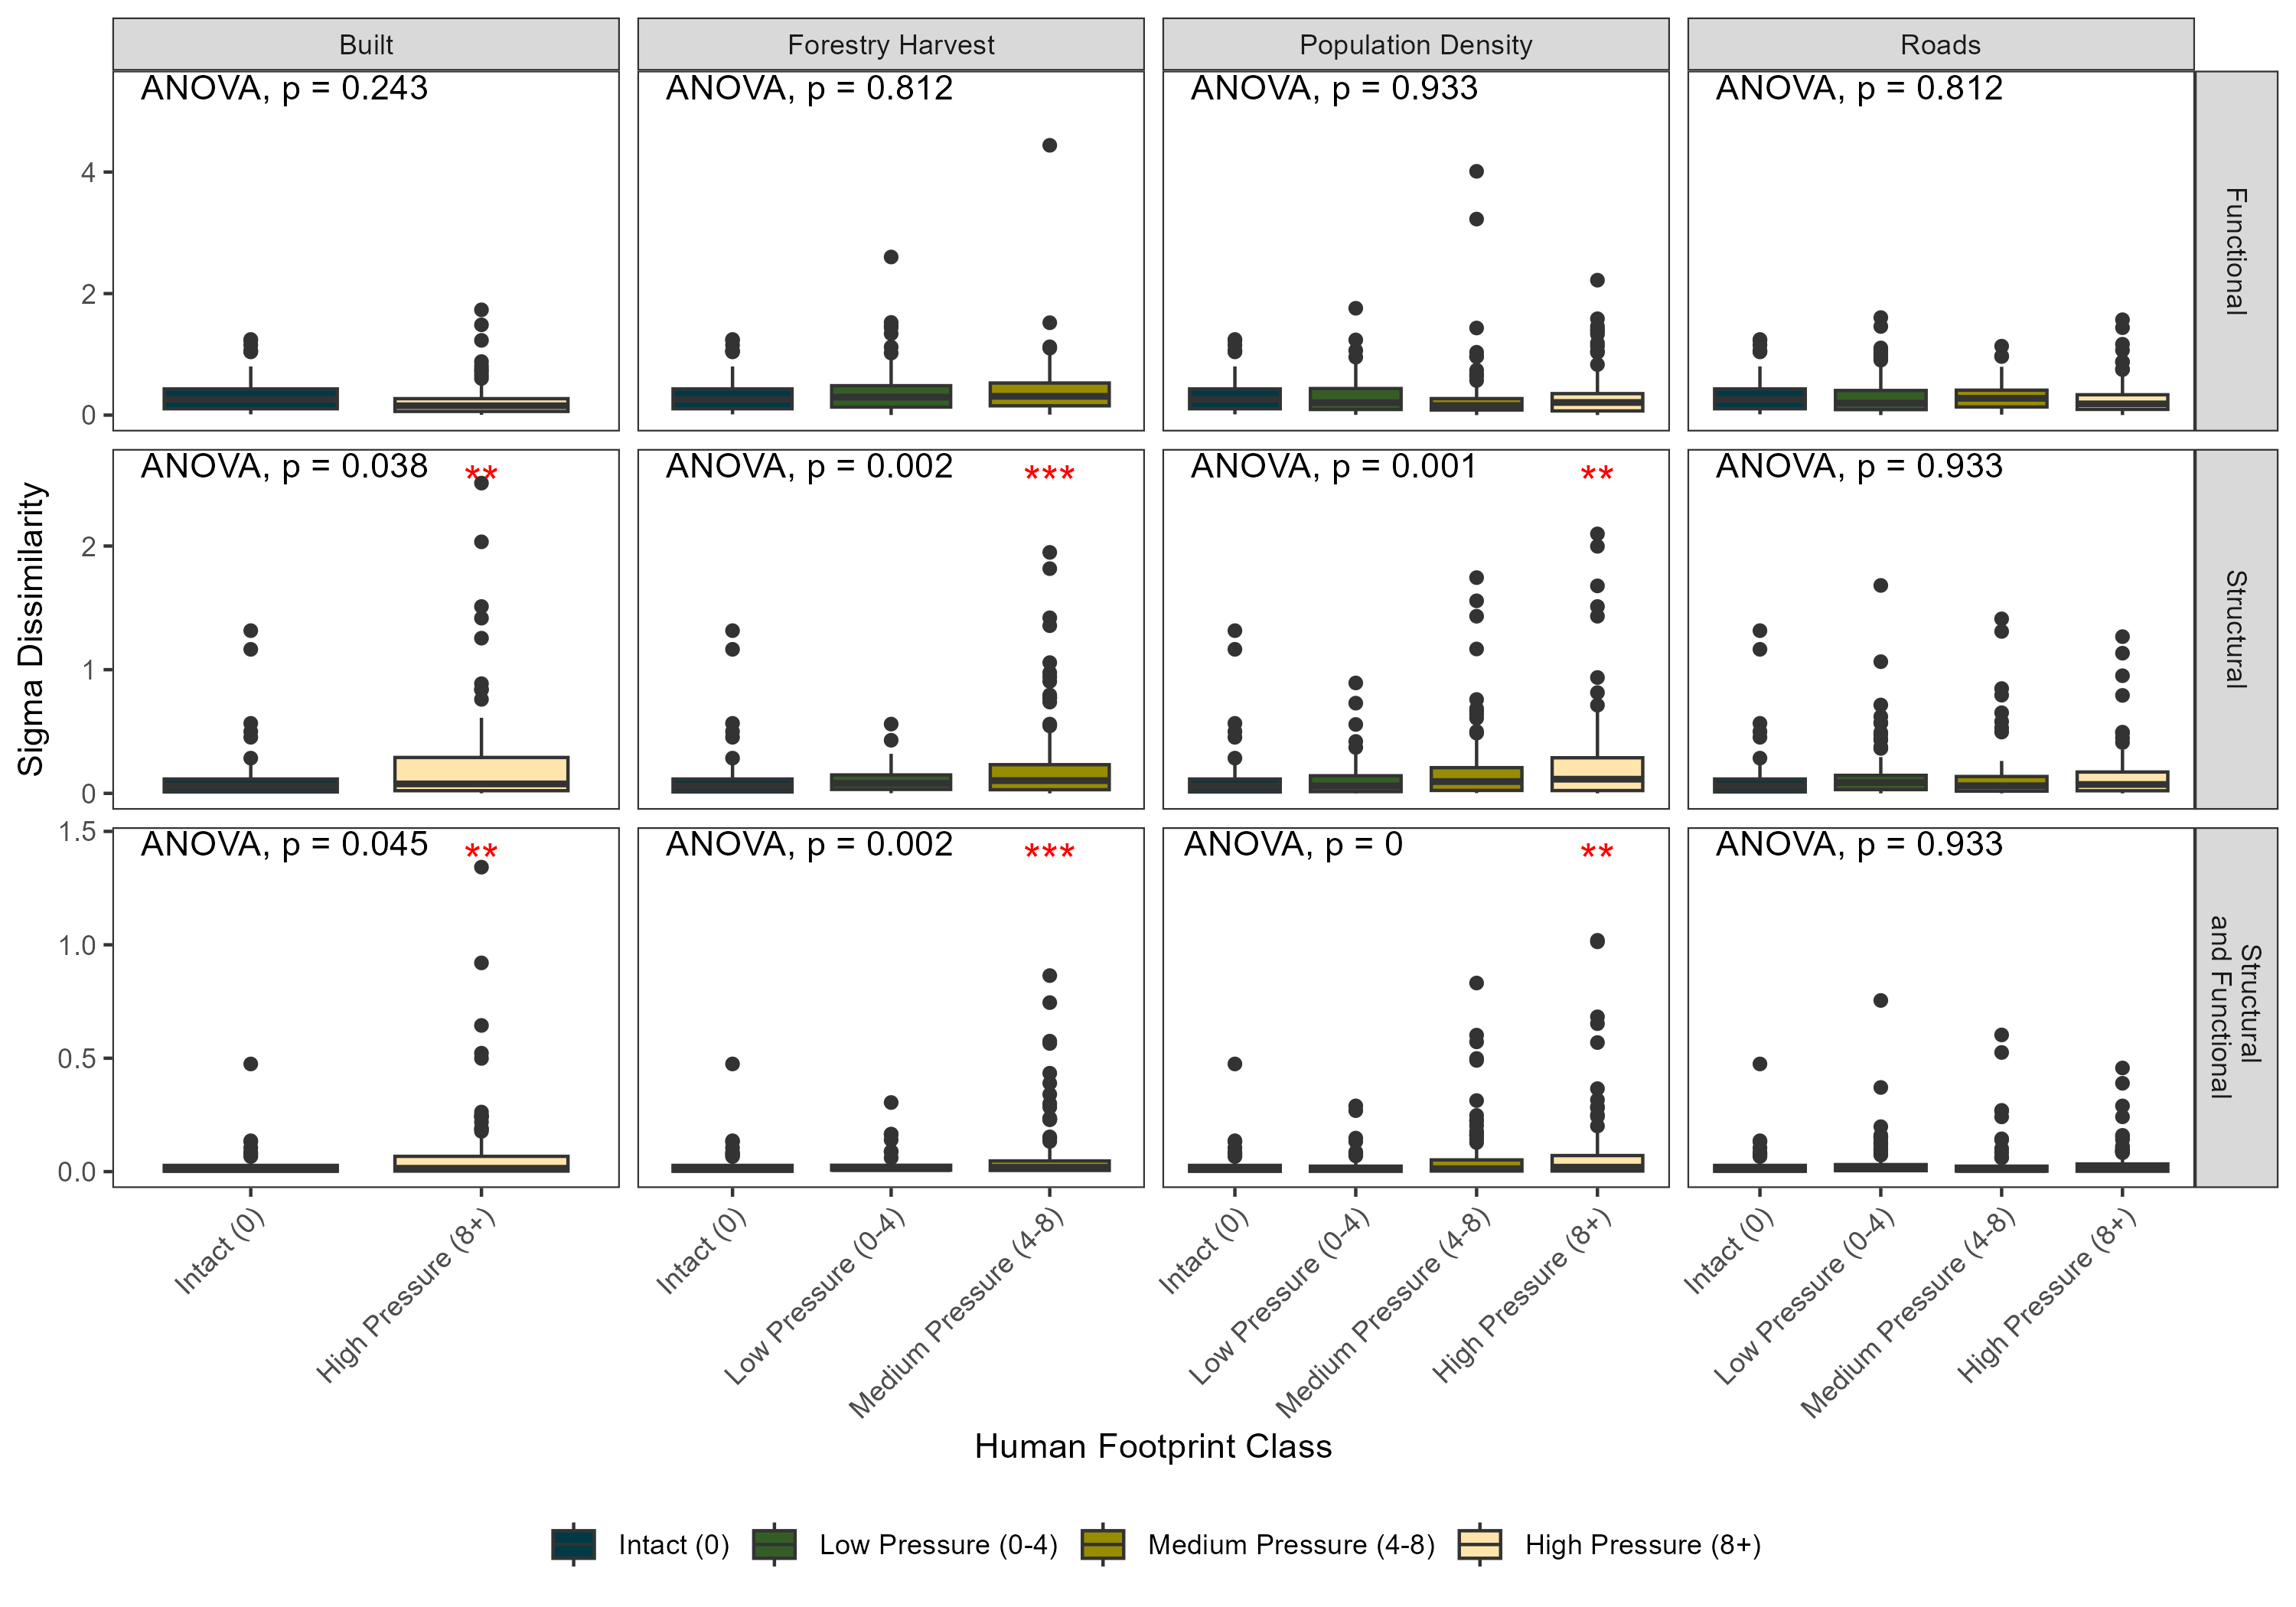 Built
Forestry Harvest
Population Density
Roads
ANOVA, p = 0.243
ANOVA, p = 0.812
ANOVA, p = 0.933
ANOVA, p = 0.812
4
2
0
Functional
ANOVA, p = 0.038
**
ANOVA, p = 0.002
***
ANOVA, p = 0.001
**
ANOVA, p = 0.933
2
1
0
Structural
Sigma Dissimilarity
ANOVA, p = 0.045
**
ANOVA, p = 0.002
***
ANOVA, p = 0
**
ANOVA, p = 0.933
1.5
1.0
0.5
0.0
Structural
and Functional
Intact (0)
High Pressure (8+)
Intact (0)
Low Pressure (0-4)
Medium Pressure (4-8)
Intact (0)
Low Pressure (0-4)
Medium Pressure (4-8)
High Pressure (8+)
Intact (0)
Low Pressure (0-4)
Medium Pressure (4-8)
High Pressure (8+)
Human Footprint Class
Intact (0)
Low Pressure (0-4)
Medium Pressure (4-8)
High Pressure (8+)